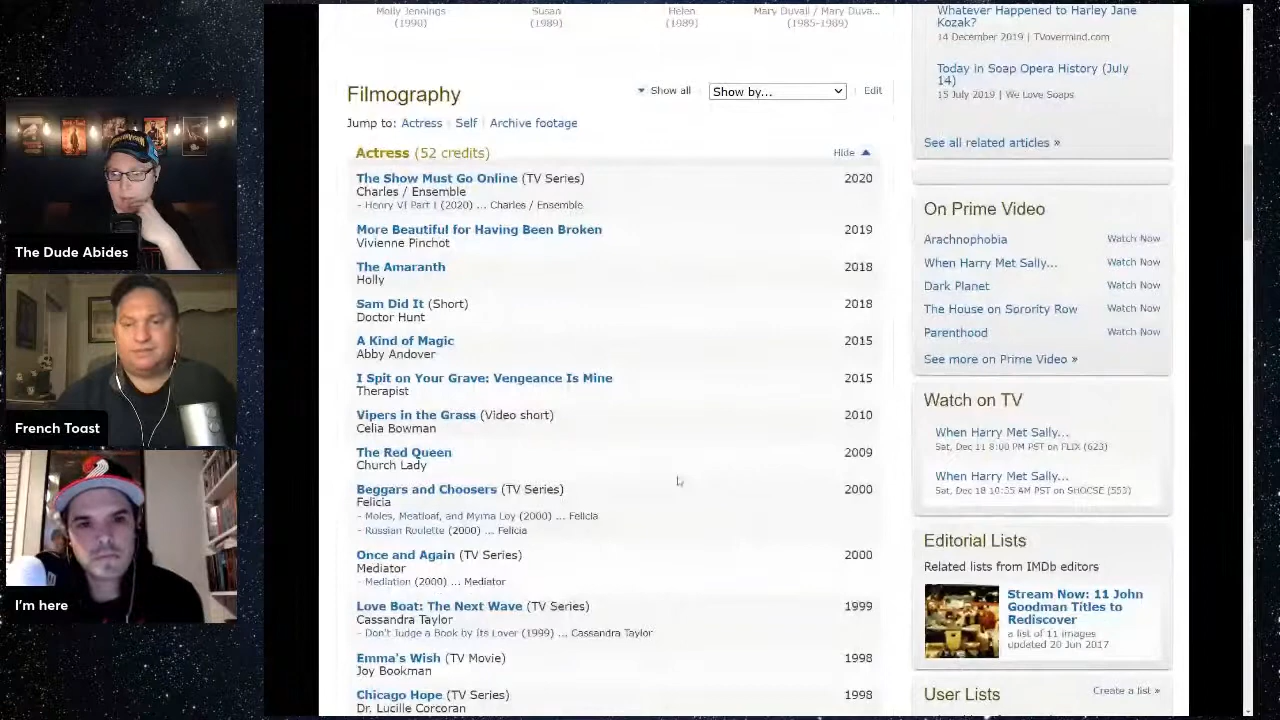 Molly Jennings
(1990)
Susan
(1989)
Helen
(1989)
Mary Duvall / Mary Duva...
(1985-1989)
Filmography
Show all
Show by...
Edit
Jump to: Actress | Self | Archive footage
Actress (52 credits)
Hide
The Show Must Go Online (TV Series)
2020
Charles / Ensemble
- Henry VI Part I (2020) ... Charles / Ensemble
More Beautiful for Having Been Broken
2019
Vivienne Pinchot
The Amaranth
2018
Holly
Sam Did It (Short)
2018
Doctor Hunt
A Kind of Magic
2015
Abby Andover
I Spit on Your Grave: Vengeance Is Mine
2015
Therapist
Vipers in the Grass (Video short)
2010
Celia Bowman
The Red Queen
2009
Church Lady
Beggars and Choosers (TV Series)
2000
Felicia
- Moles, Meatloaf, and Myrna Loy (2000) ... Felicia
- Russian Roulette (2000) ... Felicia
Once and Again (TV Series)
2000
Mediator
- Mediation (2000) ... Mediator
Love Boat: The Next Wave (TV Series)
1999
Cassandra Taylor
- Don't Judge a Book by Its Lover (1999) ... Cassandra Taylor
Emma's Wish (TV Movie)
1998
Joy Bookman
Chicago Hope (TV Series)
1998
Dr. Lucille Corcoran
Whatever Happened to Harley Jane
Kozak?
14 December 2019 | TVovermind.com
Today in Soap Opera History (July
14)
15 July 2019 | We Love Soaps
See all related articles »
On Prime Video
Arachnophobia
Watch Now
When Harry Met Sally...
Watch Now
Dark Planet
Watch Now
The House on Sorority Row
Watch Now
Parenthood
Watch Now
See more on Prime Video »
Watch on TV
When Harry Met Sally...
Sat, Dec 11 8:00 PM PST on FLiX (623)
When Harry Met Sally...
Sat, Dec 18 10:35 AM PST on SHOCSE (553)
Editorial Lists
Related lists from IMDb editors
Stream Now: 11 John
Goodman Titles to
Rediscover
a list of 11 images
updated 20 Jun 2017
User Lists
Create a list »
The Dude Abides
French Toast
I'm here